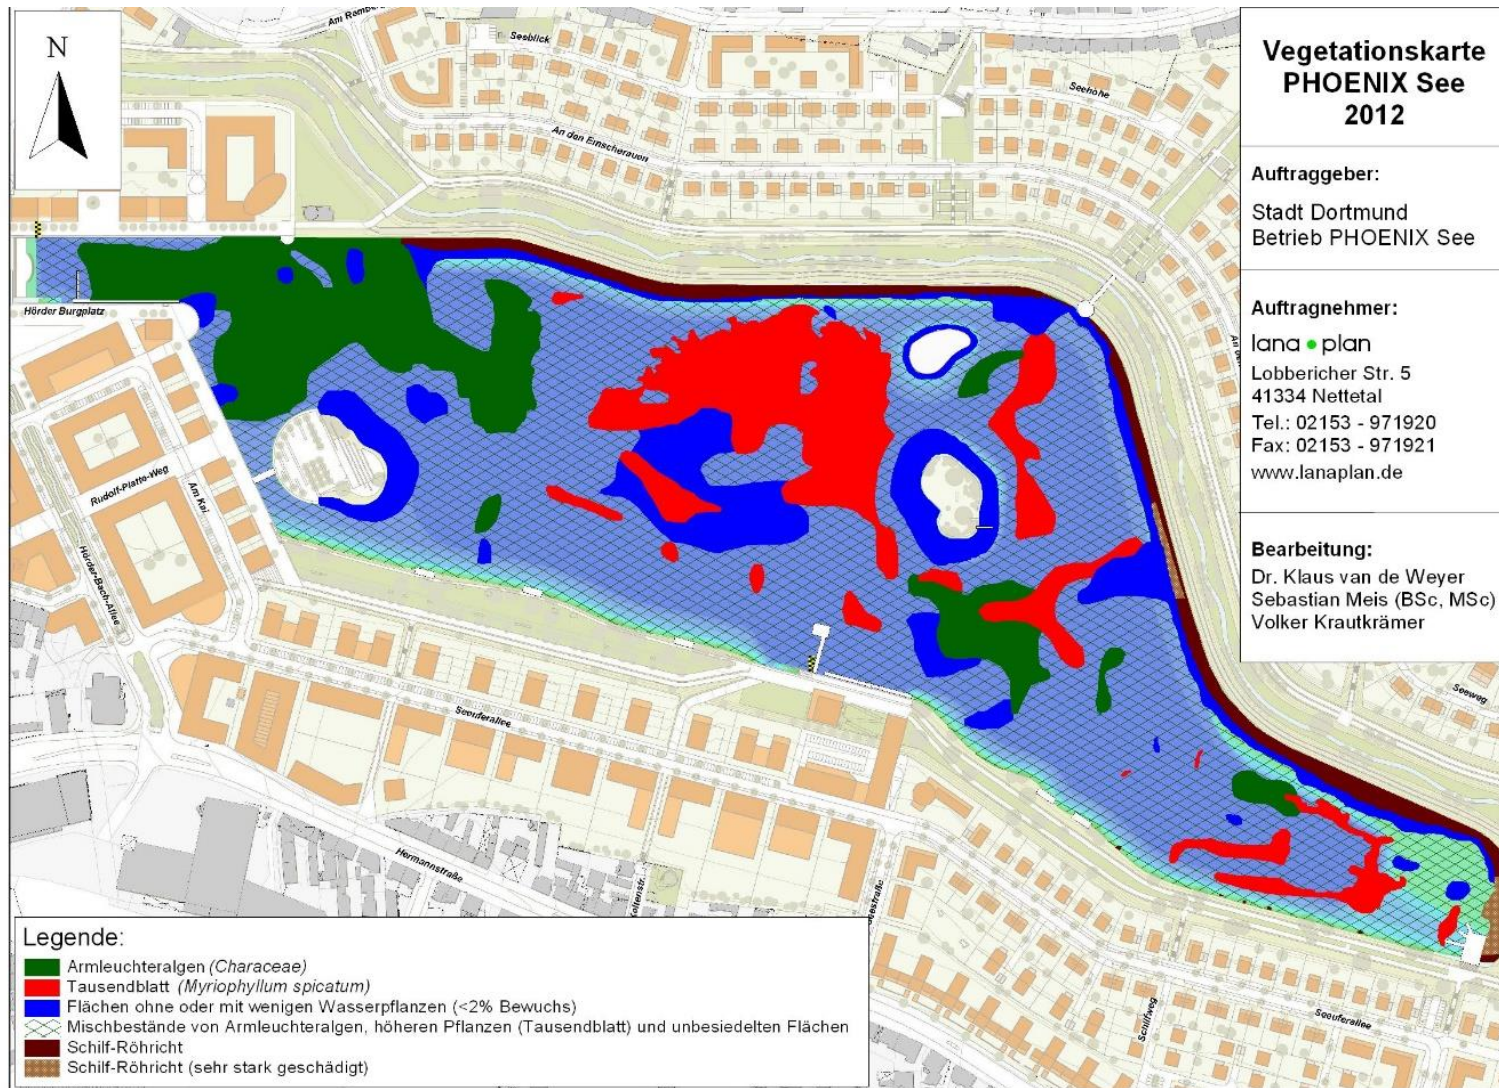 N
Am Remberg
Seeblick
An den Emscherauen
Seehöhe
Vegetationskarte
PHOENIX See
2012
Auftraggeber:
Stadt Dortmund
Betrieb PHOENIX See
Auftragnehmer:
lana plan
Lobbericher Str. 5
41334 Nettetal
Tel.: 02153 - 971920
Fax: 02153 - 971921
www.lanaplan.de
Bearbeitung:
Dr. Klaus van de Weyer
Sebastian Meis (BSc, MSc)
Volker Krautkrämer
Hörder Burgplatz
Rudolf-Platte-Weg
Am Kai
Hörder-Bach-Allee
Seeuferallee
Hermannstraße
Seeweg
Schilfweg
Seeuferallee
Legende:
Armleuchteralgen (Characeae)
Tausendblatt (Myriophyllum spicatum)
Flächen ohne oder mit wenigen Wasserpflanzen (<2% Bewuchs)
Mischbestände von Armleuchteralgen, höheren Pflanzen (Tausendblatt) und unbesiedelten Flächen
Schilf-Röhricht
Schilf-Röhricht (sehr stark geschädigt)